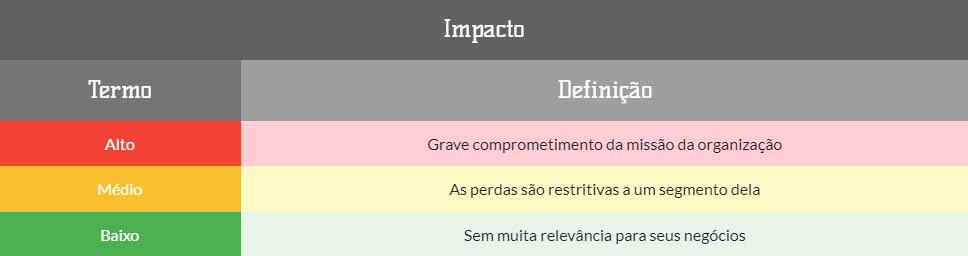 Impacto
Termo Definição
Alto Grave comprometimento da missão da organização
Médio As perdas são restritivas a um segmento dela
Baixo Sem muita relevância para seus negócios